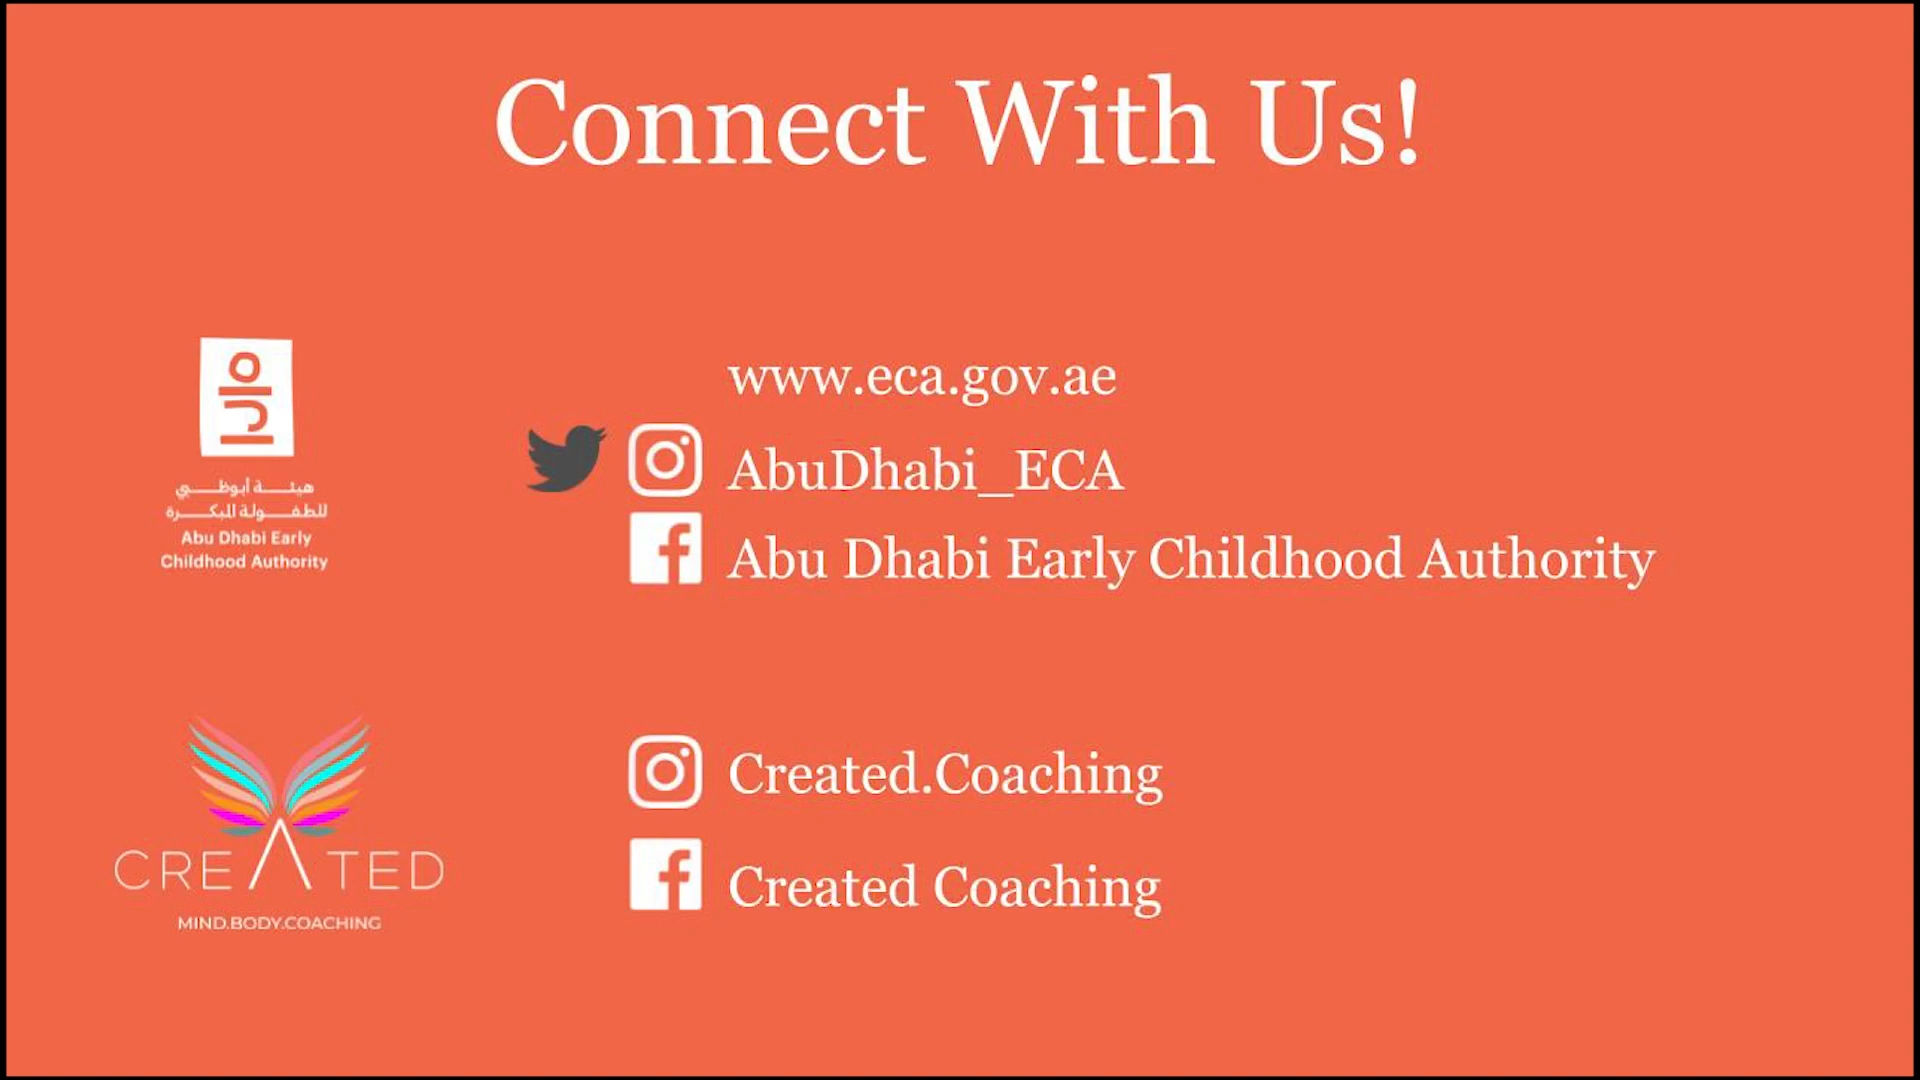 Connect With Us!
هيئة أبوظبي
للطفولة المبكرة
Abu Dhabi Early
Childhood Authority
www.eca.gov.ae
AbuDhabi_ECA
Abu Dhabi Early Childhood Authority
CREATED
MIND.BODY.COACHING
Created.Coaching
Created Coaching